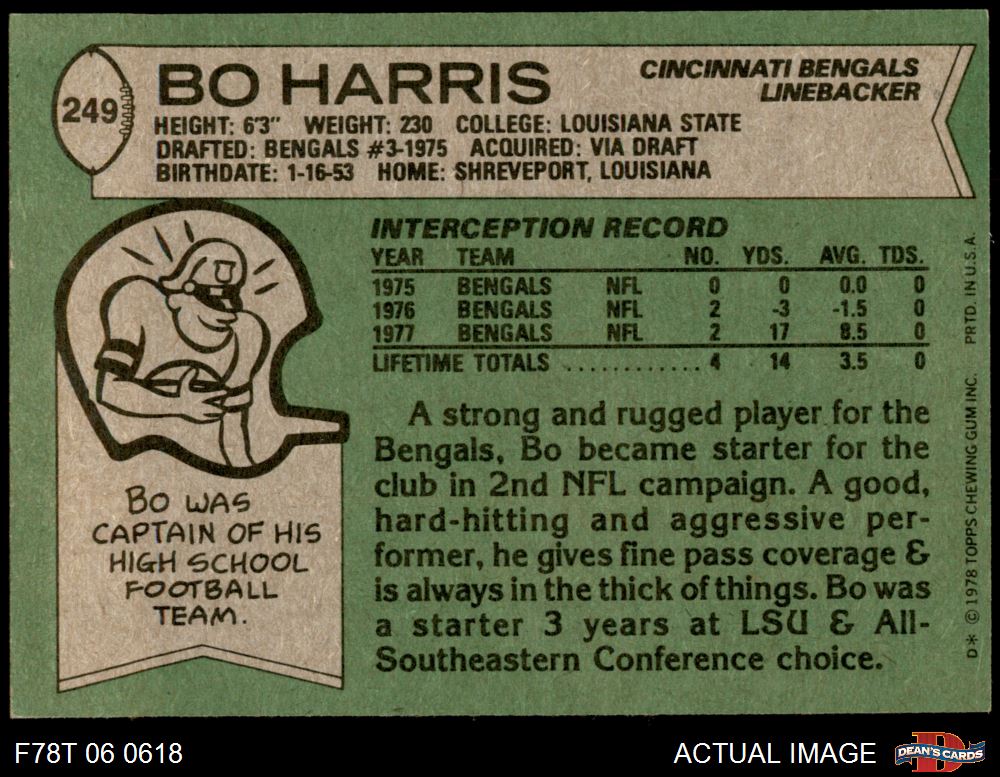 249
BO HARRIS
CINCINNATI BENGALS
LINEBACKER
HEIGHT: 6'3" WEIGHT: 230 COLLEGE: LOUISIANA STATE
DRAFTED: BENGALS #3-1975 ACQUIRED: VIA DRAFT
BIRTHDATE: 1-16-53 HOME: SHREVEPORT, LOUISIANA
INTERCEPTION RECORD
YEAR TEAM NO. YDS. AVG. TDS.
1975 BENGALS NFL 0 0 0.0 0
1976 BENGALS NFL 2 -3 -1.5 0
1977 BENGALS NFL 2 17 8.5 0
LIFETIME TOTALS ............ 4 14 3.5 0
A strong and rugged player for the
Bengals, Bo became starter for the
club in 2nd NFL campaign. A good,
hard-hitting and aggressive per-
former, he gives fine pass coverage &
is always in the thick of things. Bo was
a starter 3 years at LSU & All-
Southeastern Conference choice.
BO WAS
CAPTAIN OF HIS
HIGH SCHOOL
FOOTBALL
TEAM.
D* © 1978 TOPPS CHEWING GUM INC. PRTD. IN U.S.A.
F78T 06 0618
ACTUAL IMAGE
D
DEAN'S CARDS